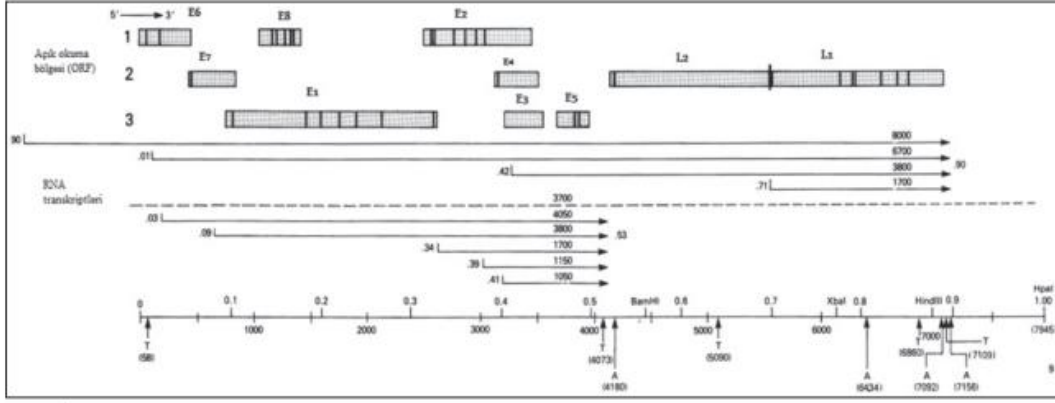 5' 3' E6 E8 E2
1
Açık okuma
bölgesi (ORF)
E7 E4 L2 L1
2
E1 E3 E5
3
.90 8000
.01 6700 .90
.42 3800
.71 1700
RNA
transkriptleri
3700
.03 4050
.09 3800 .53
.34 1700
.39 1150
.41 1050
0 0.1 0.2 0.3 0.4 0.5 BamHI 0.6 0.7 XbaI 0.8 HindIII 0.9 HpaI 1.00
1000 2000 3000 4000 5000 6000 7000 (7945)
T T T T T
(58) (4073) (5090) (6860) (7109)
A A A A
(4180) (6434) (7092) (7156)